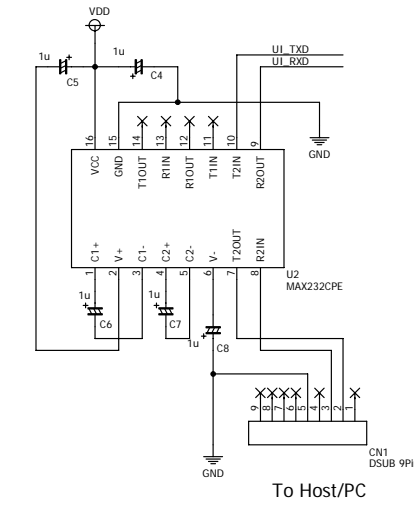 VDD
1u
1u
C5
C4
UI_TXD
UI_RXD
GND
16
15
14
13
12
11
10
9
VCC
GND
T1OUT
R1IN
R1OUT
T1IN
T2IN
R2OUT
C1+
V+
C1-
C2+
C2-
V-
T2OUT
R2IN
1
2
3
4
5
6
7
8
U2
MAX232CPE
1u
C6
1u
C7
1u
C8
GND
9
8
7
6
5
4
3
2
1
CN1
DSUB 9Pi
To Host/PC